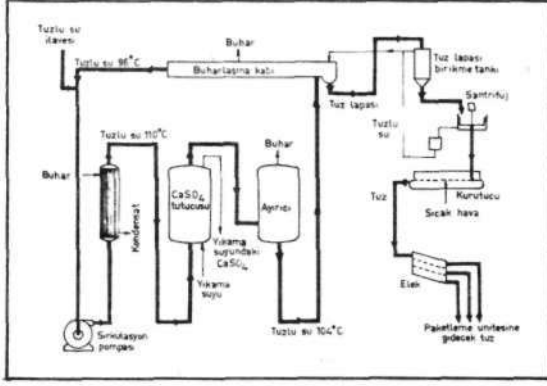 Tuzlu su
ilavesi
Tuzlu su 96°C
Buhar
Buharlaşma kabı
Tuz lapası
Tuz lapası
birikme tankı
Santrifuj
Tuzlu
su
Tuzlu su 110°C
Buhar
Kondensat
CaSO4
tutucusu
Buhar
Ayırıcı
Yıkama
suyundaki
CaSO4
Yıkama
suyu
Tuz
Kurutucu
Sıcak hava
Elek
Sirkülasyon
pompası
Tuzlu su 104°C
Paketleme ünitesine
gidecek tuz